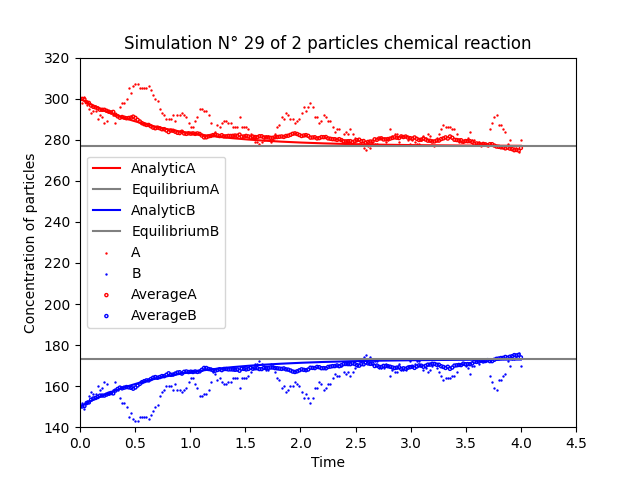 Simulation N° 29 of 2 particles chemical reaction
320
300
280
260
240
220
200
180
160
140
Concentration of particles
AnalyticA
EquilibriumA
AnalyticB
EquilibriumB
A
B
AverageA
AverageB
0.0 0.5 1.0 1.5 2.0 2.5 3.0 3.5 4.0 4.5
Time